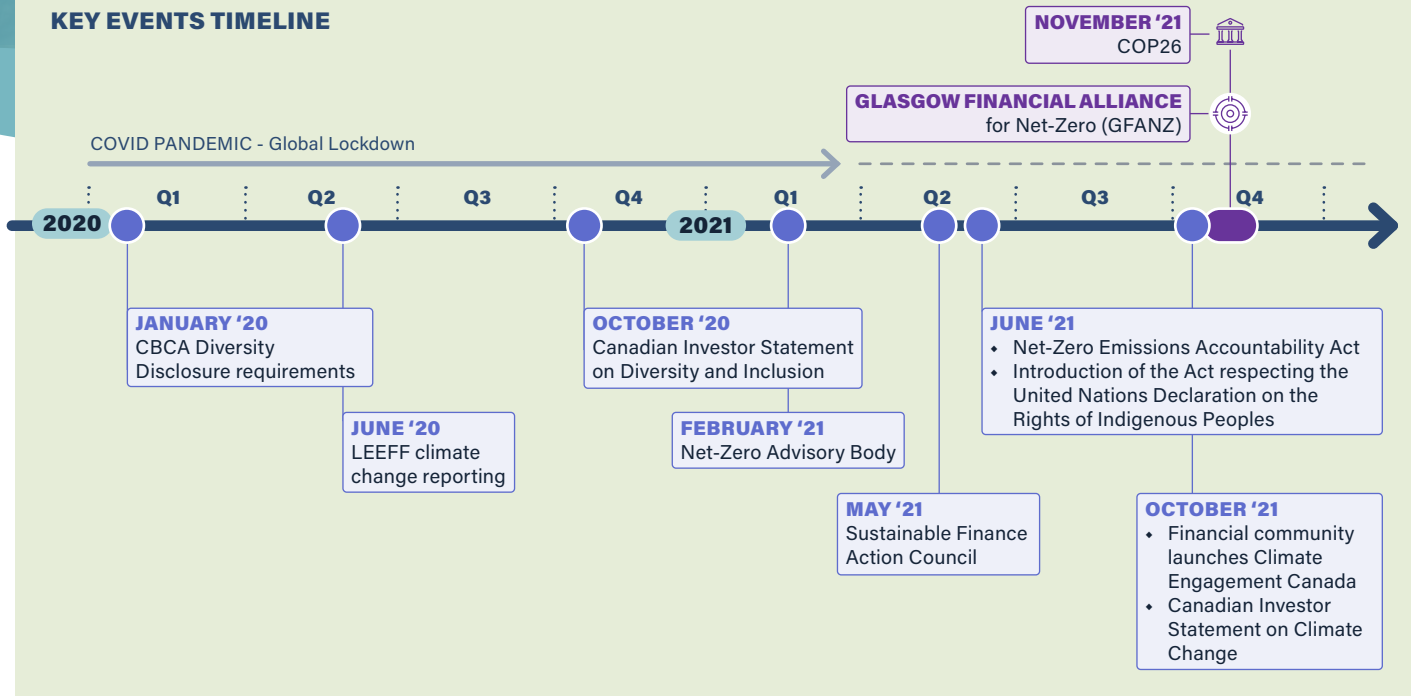 KEY EVENTS TIMELINE
NOVEMBER ‘21
COP26
GLASGOW FINANCIAL ALLIANCE
for Net-Zero (GFANZ)
COVID PANDEMIC - Global Lockdown
Q1 Q2 Q3 Q4 Q1 Q2 Q3 Q4
2020 2021
JANUARY ‘20
CBCA Diversity
Disclosure requirements
JUNE ‘20
LEEFF climate
change reporting
OCTOBER ‘20
Canadian Investor Statement
on Diversity and Inclusion
FEBRUARY ‘21
Net-Zero Advisory Body
MAY ‘21
Sustainable Finance
Action Council
JUNE ‘21
• Net-Zero Emissions Accountability Act
• Introduction of the Act respecting the
United Nations Declaration on the
Rights of Indigenous Peoples
OCTOBER ‘21
• Financial community
launches Climate
Engagement Canada
• Canadian Investor
Statement on Climate
Change